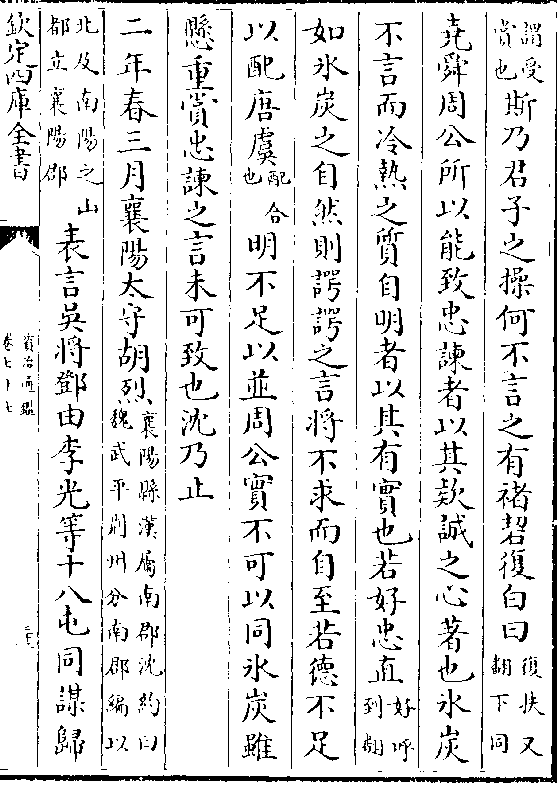 謂受賞也斯乃君子之操何不言之有褚䂮復白曰復扶又翻下同
堯舜周公所以能致忠諫者以其款誠之心著也氷炭
不言而冷熱之質自明者以其有實也若好忠直好呼到翻
如氷炭之自然則諤諤之言將不求而自至若德不足
以配唐虞配合也明不足以並周公實不可以同氷炭雖
懸重賞忠諫之言未可致也沈乃止
二年春三月襄陽太守胡烈襄陽縣漢屬南郡沈約曰魏武平荆州分南郡編以
北及南陽之山都立襄陽郡表言吳將鄧由李光等十八屯同謀歸
欽定四庫全書
資治通鑑
卷七十七